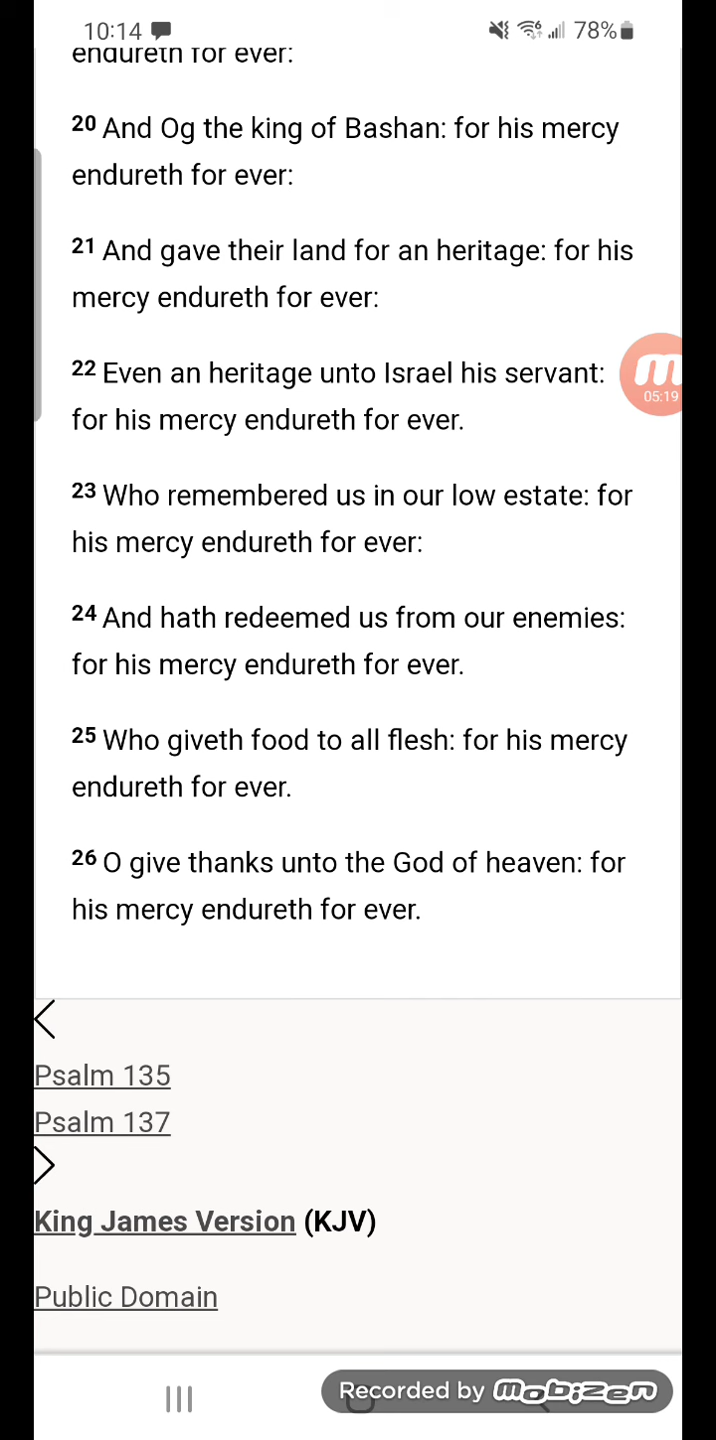 10:14 78%
endureth for ever:
20 And Og the king of Bashan: for his mercy
endureth for ever:
21 And gave their land for an heritage: for his
mercy endureth for ever:
22 Even an heritage unto Israel his servant:
for his mercy endureth for ever.
m
05:19
23 Who remembered us in our low estate: for
his mercy endureth for ever:
24 And hath redeemed us from our enemies:
for his mercy endureth for ever.
25 Who giveth food to all flesh: for his mercy
endureth for ever.
26 O give thanks unto the God of heaven: for
his mercy endureth for ever.
Psalm 135
Psalm 137
King James Version (KJV)
Public Domain
Recorded by mobizen